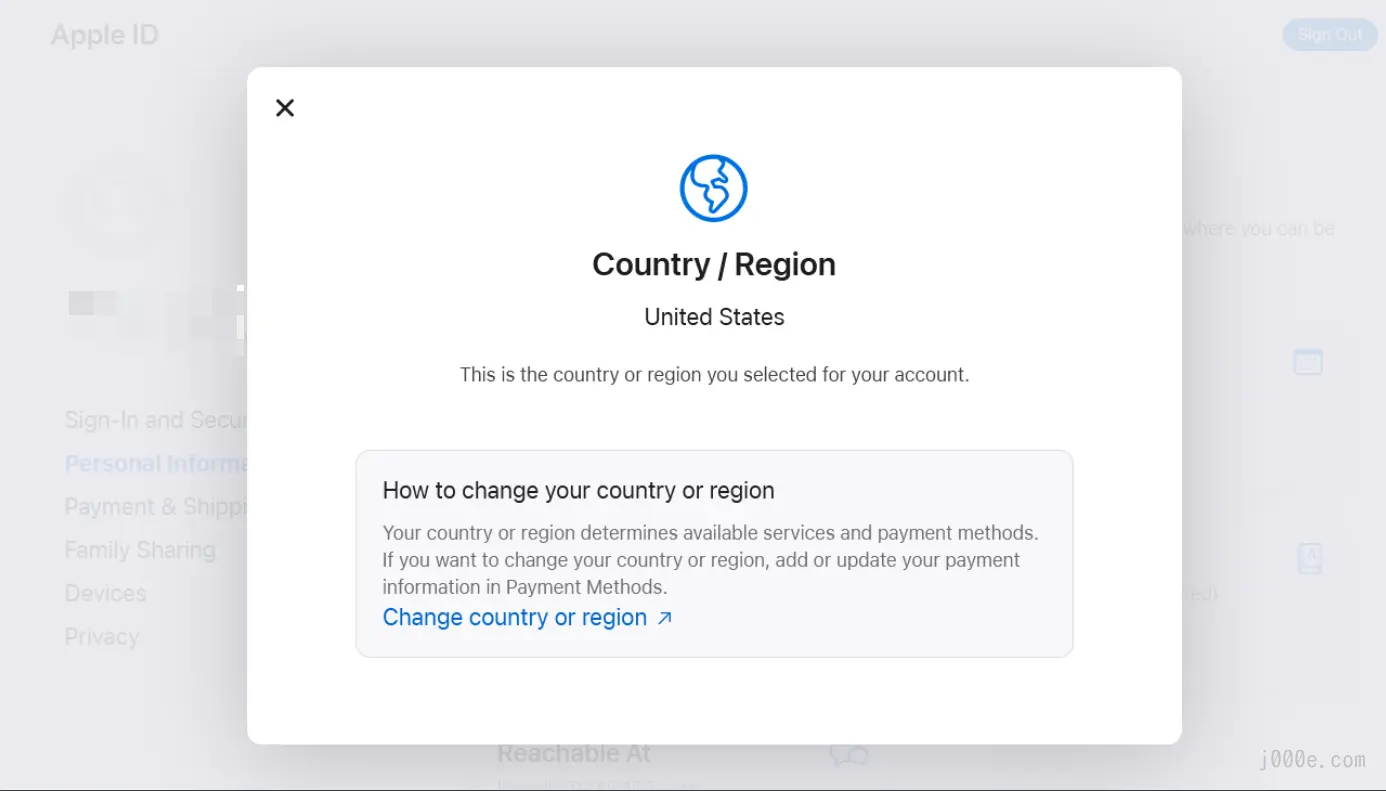 Apple ID
Sign Out
Country / Region
United States
This is the country or region you selected for your account.
where you can be
Sign-In and Secur
Personal Informa
Payment & Shippi
Family Sharing
Devices
Privacy
How to change your country or region
Your country or region determines available services and payment methods.
If you want to change your country or region, add or update your payment
information in Payment Methods.
Change country or region ↗
Reachable At
j000e.com